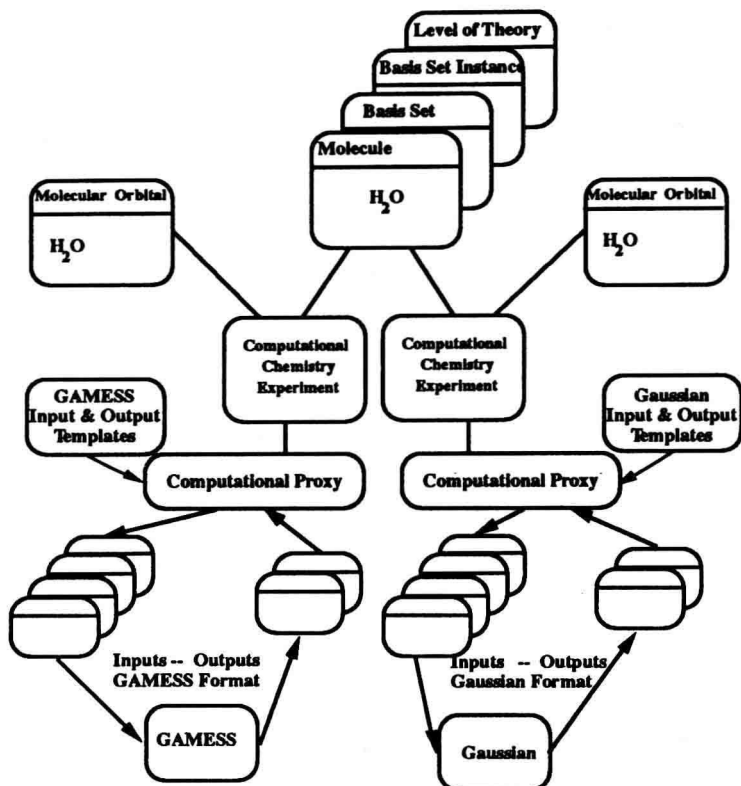 Level of Theory
Basis Set Instance
Basis Set
Molecule
H2O
Molecular Orbital
H2O
Molecular Orbital
H2O
Computational
Chemistry
Experiment
Computational
Chemistry
Experiment
GAMESS
Input & Output
Templates
Gaussian
Input & Output
Templates
Computational Proxy
Computational Proxy
Inputs -- Outputs
GAMESS Format
Inputs -- Outputs
Gaussian Format
GAMESS
Gaussian